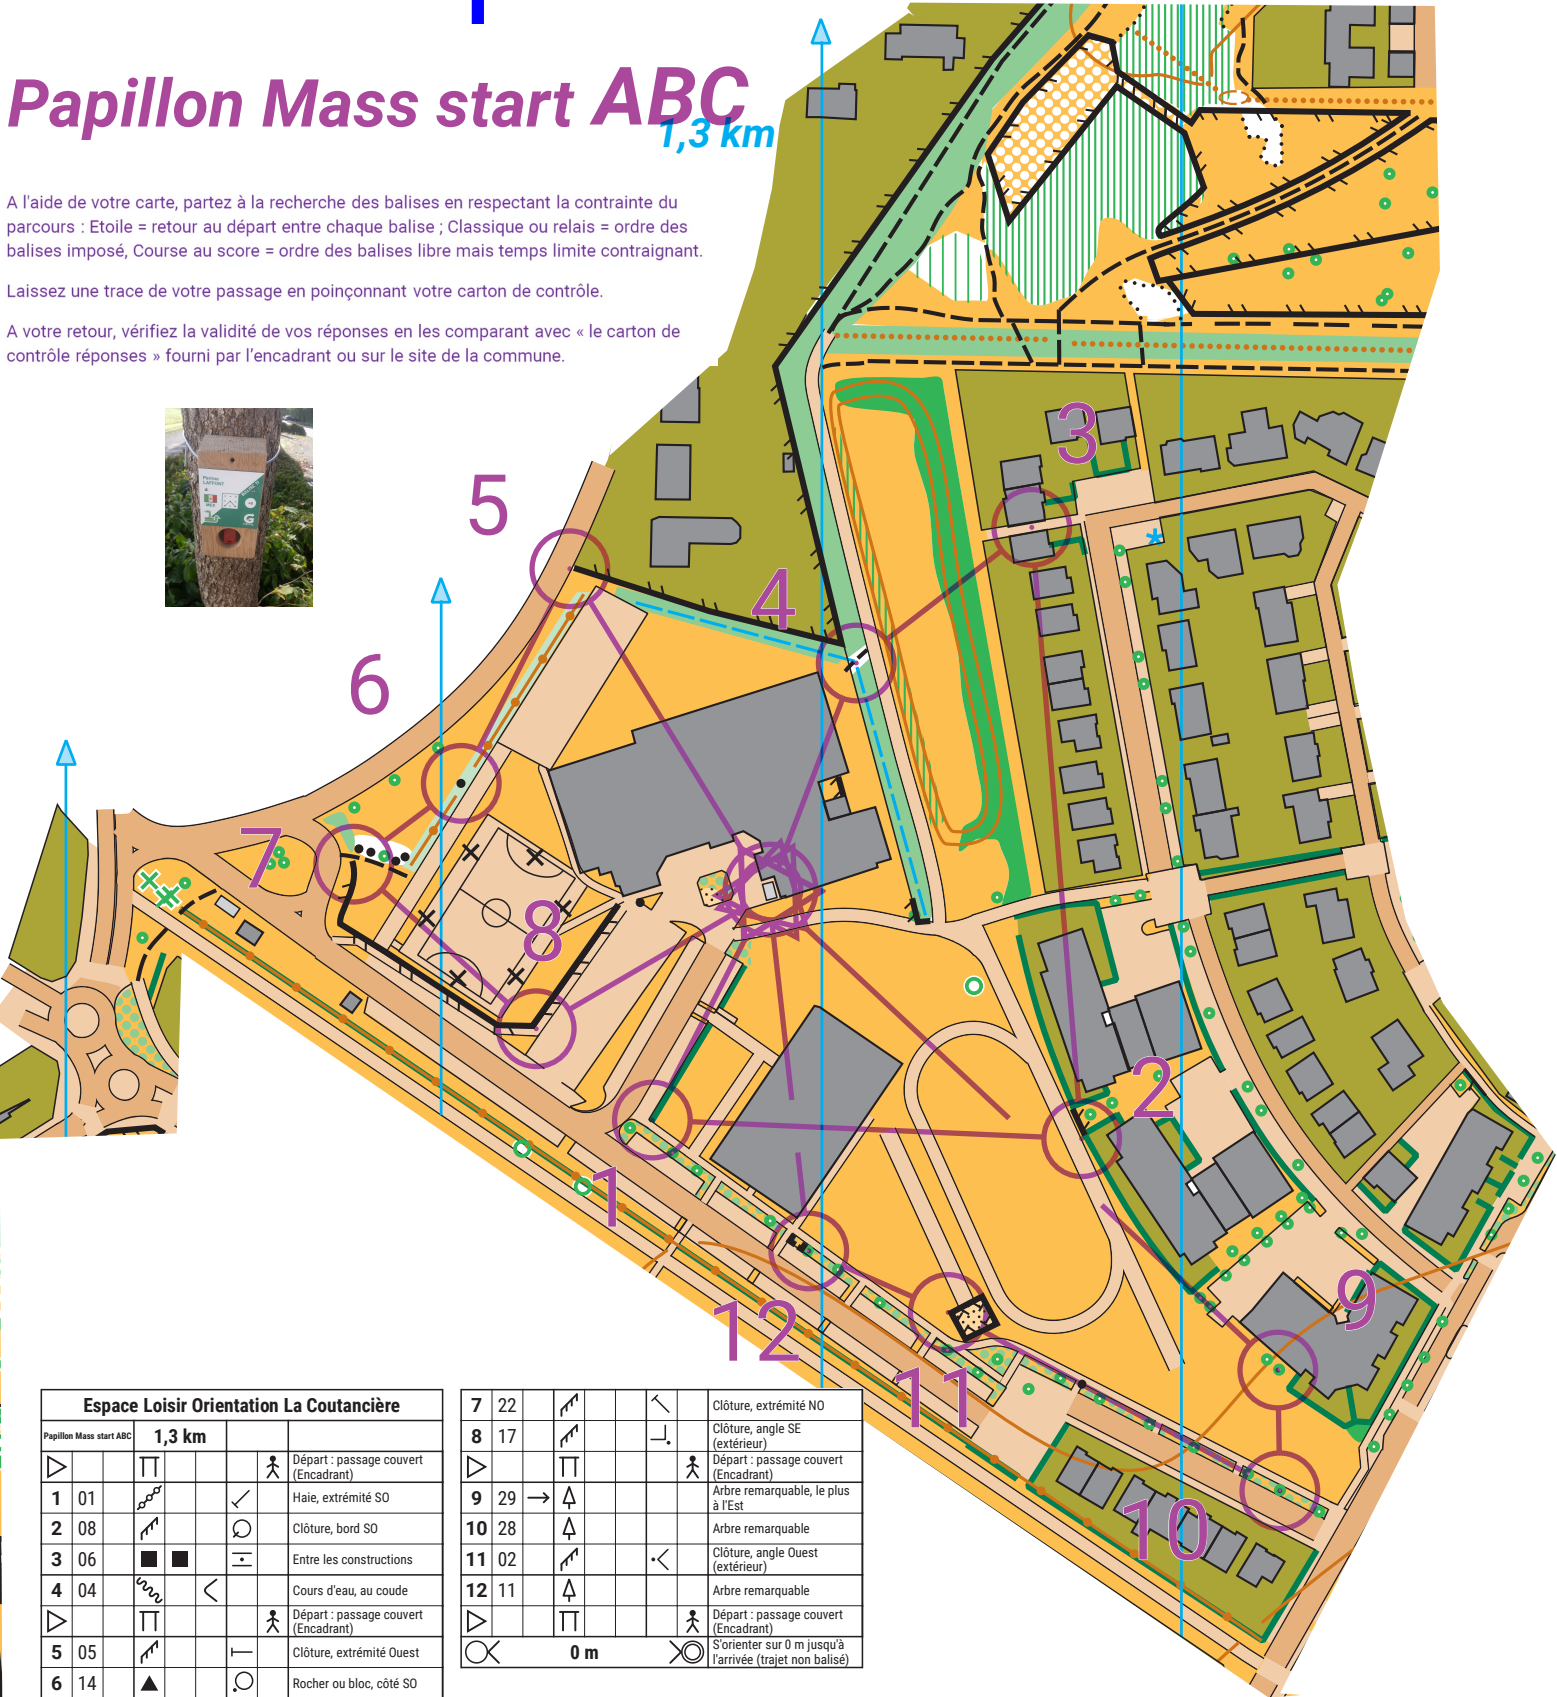 Papillon Mass start ABC
1,3 km
A l'aide de votre carte, partez à la recherche des balises en respectant la contrainte du
parcours : Etoile = retour au départ entre chaque balise ; Classique ou relais = ordre des
balises imposé, Course au score = ordre des balises libre mais temps limite contraignant.
Laissez une trace de votre passage en poinçonnant votre carton de contrôle.
A votre retour, vérifiez la validité de vos réponses en les comparant avec « le carton de
contrôle réponses » fourni par l'encadrant ou sur le site de la commune.
3
5
4
6
7
8
2
1
9
12
11
10
Espace Loisir Orientation La Coutancière
Papillon Mass start ABC 1,3 km
Départ : passage couvert
(Encadrant)
1 01 Haie, extrémité SO
2 08 Clôture, bord SO
3 06 Entre les constructions
4 04 Cours d'eau, au coude
Départ : passage couvert
(Encadrant)
5 05 Clôture, extrémité Ouest
6 14 Rocher ou bloc, côté SO
7 22 Clôture, extrémité NO
8 17 Clôture, angle SE
(extérieur)
Départ : passage couvert
(Encadrant)
9 29 Arbre remarquable, le plus
à l'Est
10 28 Arbre remarquable
11 02 Clôture, angle Ouest
(extérieur)
12 11 Arbre remarquable
Départ : passage couvert
(Encadrant)
0 m S'orienter sur 0 m jusqu'à
l'arrivée (trajet non balisé)